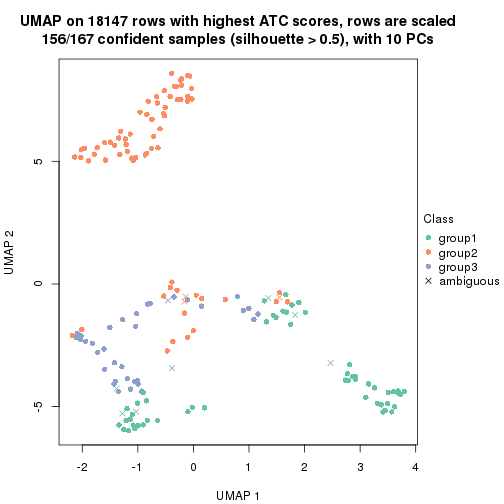 UMAP on 18147 rows with highest ATC scores, rows are scaled
156/167 confident samples (silhouette > 0.5), with 10 PCs
UMAP 2
5
0
-5
-2
-1
0
1
2
3
4
UMAP 1
Class
group1
group2
group3
ambiguous